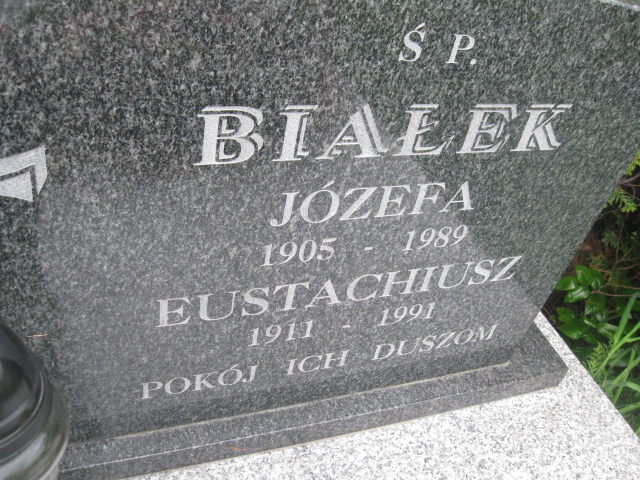 Ś P.
BIAŁEK
JÓZEFA
1905 - 1989
EUSTACHIUSZ
1911 - 1991
POKÓJ ICH DUSZOM